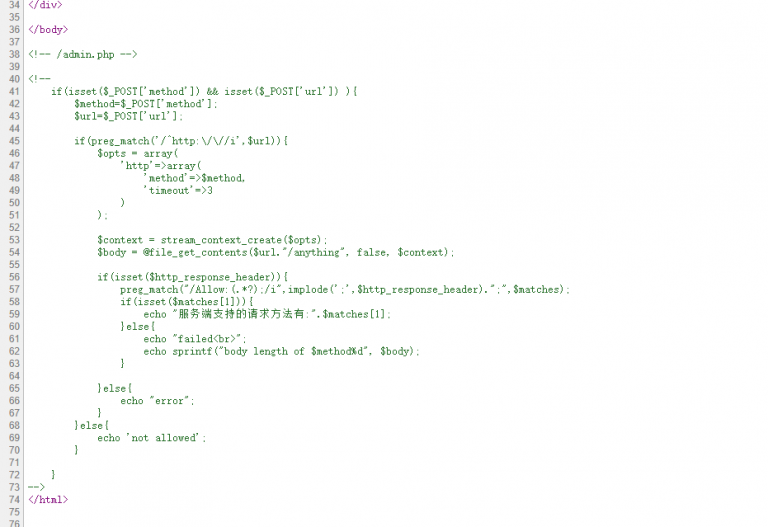 34 </div>
35
36 </body>
37
38 <!-- /admin.php -->
39
40 <!--
41     if(isset($_POST['method']) && isset($_POST['url']) ){
42         $method=$_POST['method'];
43         $url=$_POST['url'];
44
45         if(preg_match('/^http:\/\//i',$url)){
46             $opts = array(
47                 'http'=>array(
48                     'method'=>$method,
49                     'timeout'=>3
50                 )
51             );
52
53             $context = stream_context_create($opts);
54             $body = @file_get_contents($url."/anything", false, $context);
55
56             if(isset($http_response_header)){
57                 preg_match("/Allow:(.*?);/i",implode(';',$http_response_header).";",$matches);
58                 if(isset($matches[1])){
59                     echo "服务端支持的请求方法有:".$matches[1];
60                 }else{
61                     echo "failed<br>";
62                     echo sprintf("body length of $method%d", $body);
63                 }
64
65             }else{
66                 echo "error";
67             }
68         }else{
69             echo 'not allowed';
70         }
71
72     }
73 -->
74 </html>
75
76